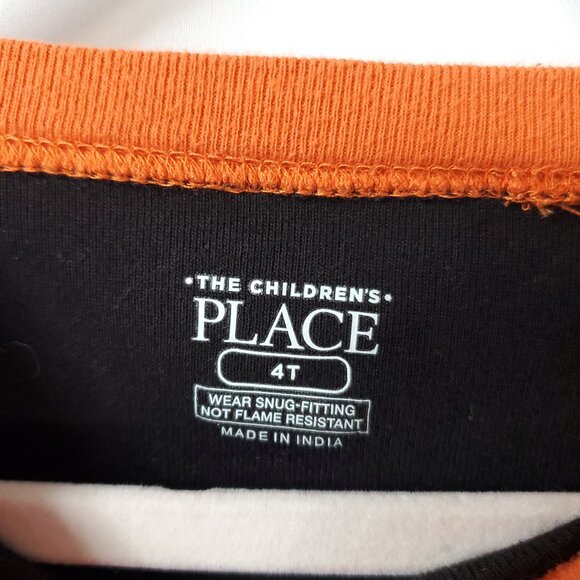 • THE CHILDREN'S •
PLACE
4T
WEAR SNUG-FITTING
NOT FLAME RESISTANT
MADE IN INDIA